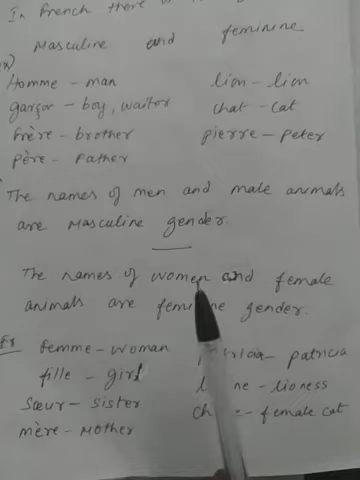 In French there
Masculine and feminine
Homme - man lion - lion
garçon - boy, waitor chat - cat
Frère - brother pierre - peter
père - Father
The names of men and male animals
are Masculine gender.
The names of women and female
animals are gender.
Ex femme - woman - patricia
fille - girl - lioness
Sœur - sister - female cat
mère - Mother